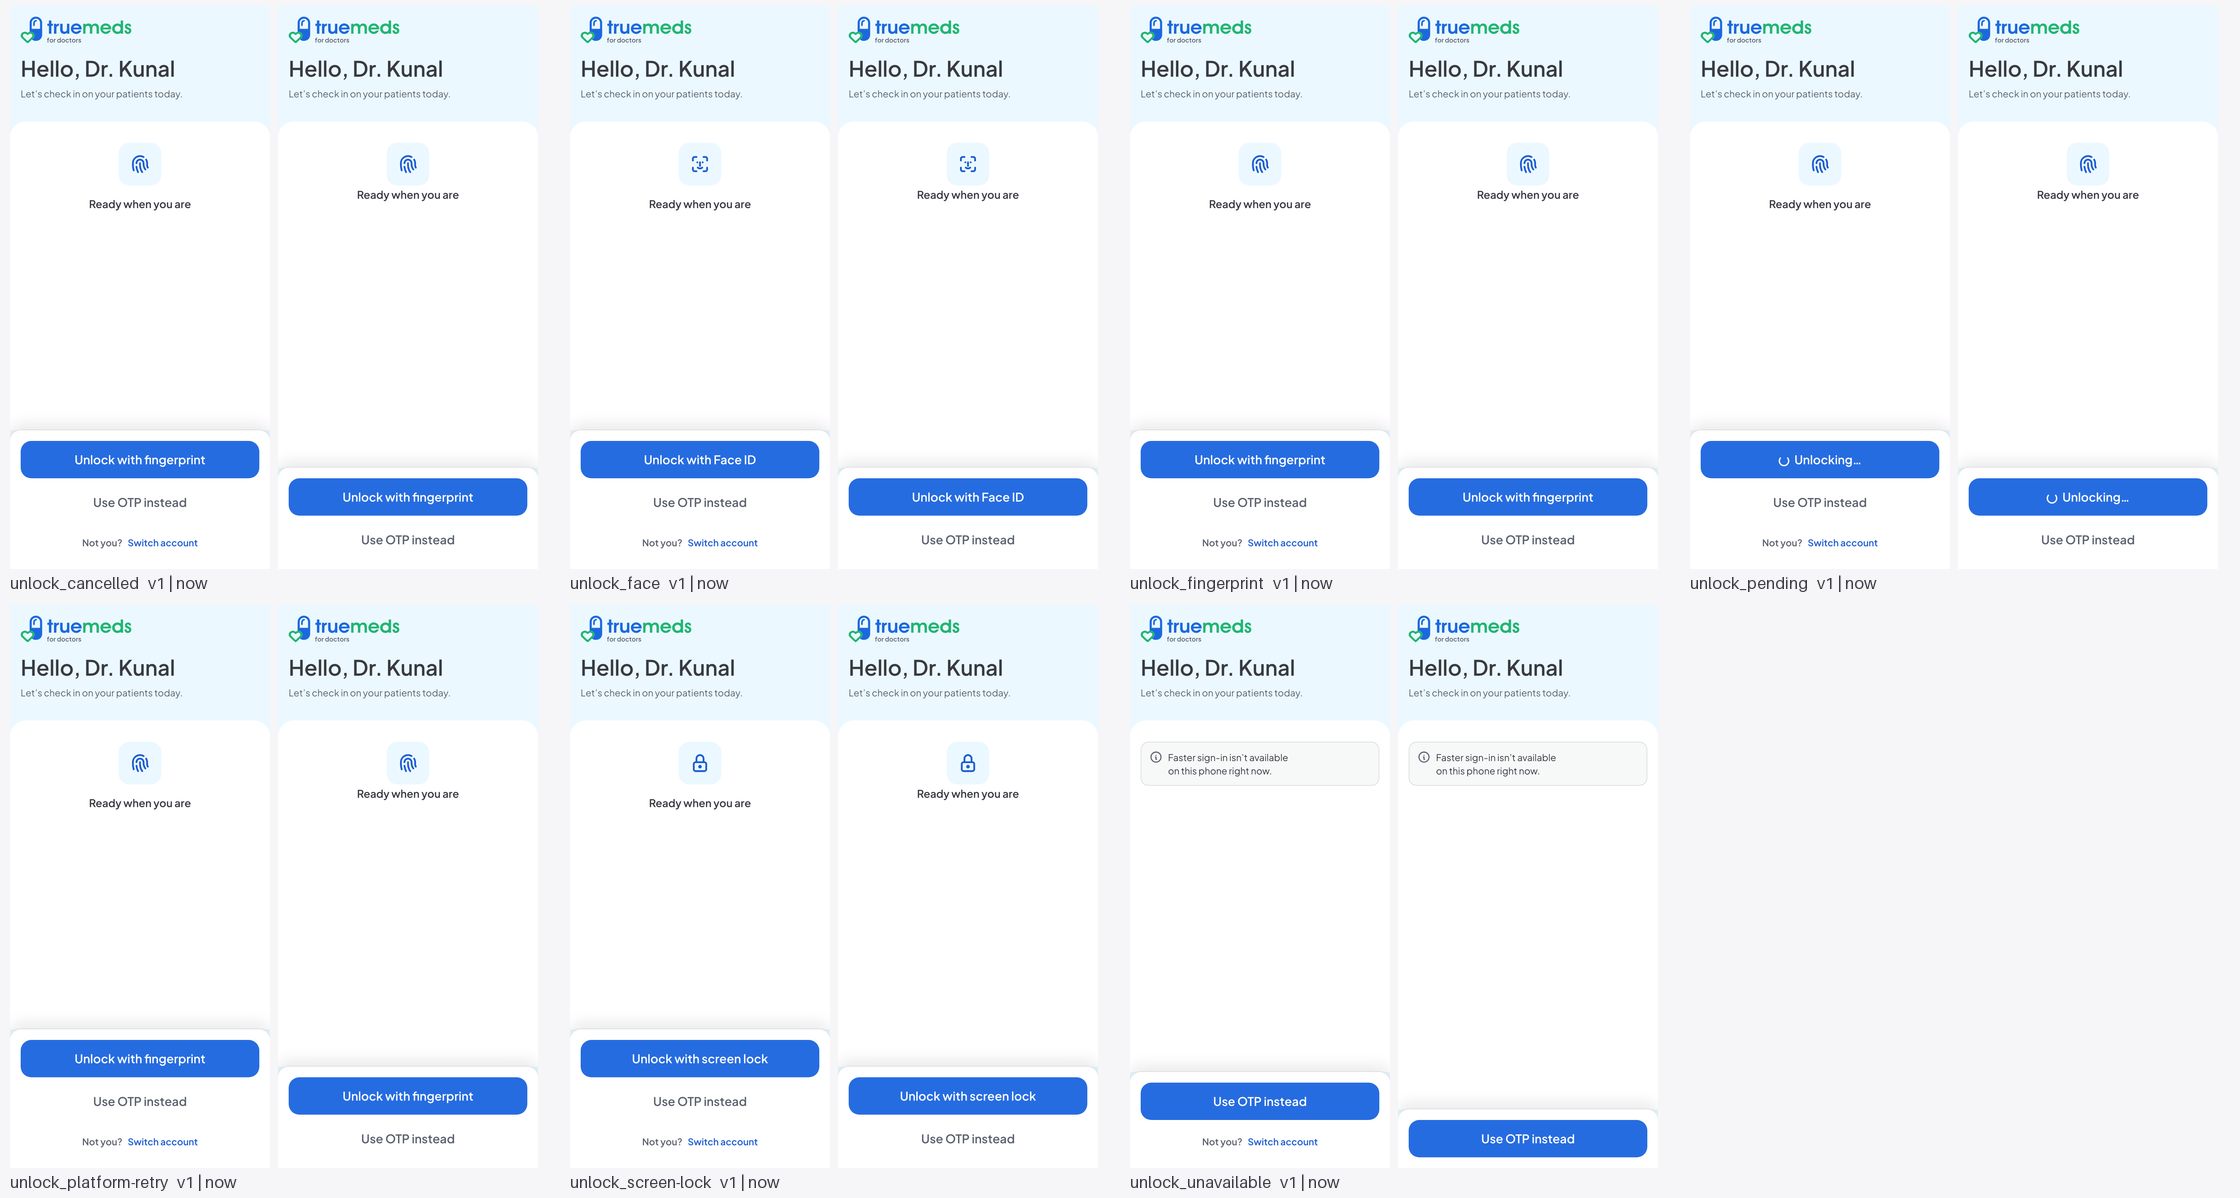 truemeds
for doctors
Hello, Dr. Kunal
Let's check in on your patients today.
Ready when you are
Unlock with fingerprint
Use OTP instead
Not you? Switch account
truemeds
for doctors
Hello, Dr. Kunal
Let's check in on your patients today.
Ready when you are
Unlock with fingerprint
Use OTP instead
unlock_cancelled v1 | now
truemeds
for doctors
Hello, Dr. Kunal
Let's check in on your patients today.
Ready when you are
Unlock with Face ID
Use OTP instead
Not you? Switch account
truemeds
for doctors
Hello, Dr. Kunal
Let's check in on your patients today.
Ready when you are
Unlock with Face ID
Use OTP instead
unlock_face v1 | now
truemeds
for doctors
Hello, Dr. Kunal
Let's check in on your patients today.
Ready when you are
Unlock with fingerprint
Use OTP instead
Not you? Switch account
truemeds
for doctors
Hello, Dr. Kunal
Let's check in on your patients today.
Ready when you are
Unlock with fingerprint
Use OTP instead
unlock_fingerprint v1 | now
truemeds
for doctors
Hello, Dr. Kunal
Let's check in on your patients today.
Ready when you are
Unlocking...
Use OTP instead
Not you? Switch account
truemeds
for doctors
Hello, Dr. Kunal
Let's check in on your patients today.
Ready when you are
Unlocking...
Use OTP instead
unlock_pending v1 | now
truemeds
for doctors
Hello, Dr. Kunal
Let's check in on your patients today.
Ready when you are
Unlock with fingerprint
Use OTP instead
Not you? Switch account
truemeds
for doctors
Hello, Dr. Kunal
Let's check in on your patients today.
Ready when you are
Unlock with fingerprint
Use OTP instead
unlock_platform-retry v1 | now
truemeds
for doctors
Hello, Dr. Kunal
Let's check in on your patients today.
Ready when you are
Unlock with screen lock
Use OTP instead
Not you? Switch account
truemeds
for doctors
Hello, Dr. Kunal
Let's check in on your patients today.
Ready when you are
Unlock with screen lock
Use OTP instead
unlock_screen-lock v1 | now
truemeds
for doctors
Hello, Dr. Kunal
Let's check in on your patients today.
Faster sign-in isn't available
on this phone right now.
Use OTP instead
Not you? Switch account
truemeds
for doctors
Hello, Dr. Kunal
Let's check in on your patients today.
Faster sign-in isn't available
on this phone right now.
Use OTP instead
unlock_unavailable v1 | now